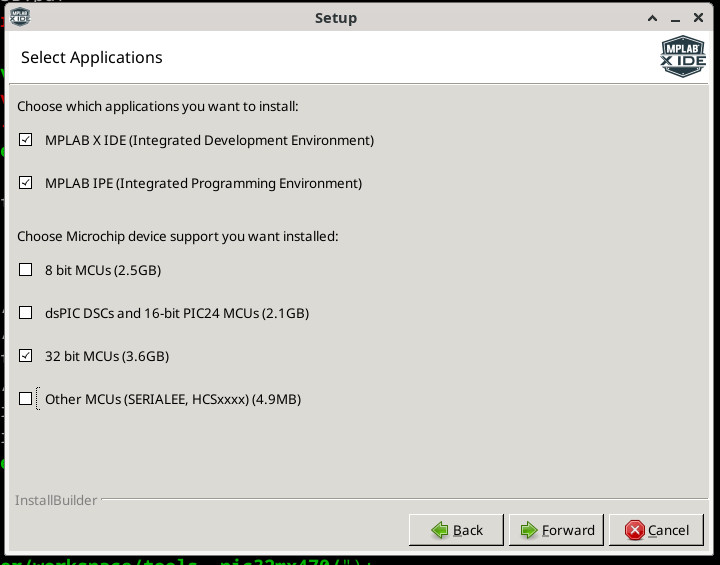 Setup
Select Applications
MPLAB
X IDE
Choose which applications you want to install:
MPLAB X IDE (Integrated Development Environment)
MPLAB IPE (Integrated Programming Environment)
Choose Microchip device support you want installed:
8 bit MCUs (2.5GB)
dsPIC DSCs and 16-bit PIC24 MCUs (2.1GB)
32 bit MCUs (3.6GB)
Other MCUs (SERIALEE, HCSxxxx) (4.9MB)
InstallBuilder
Back
Forward
Cancel